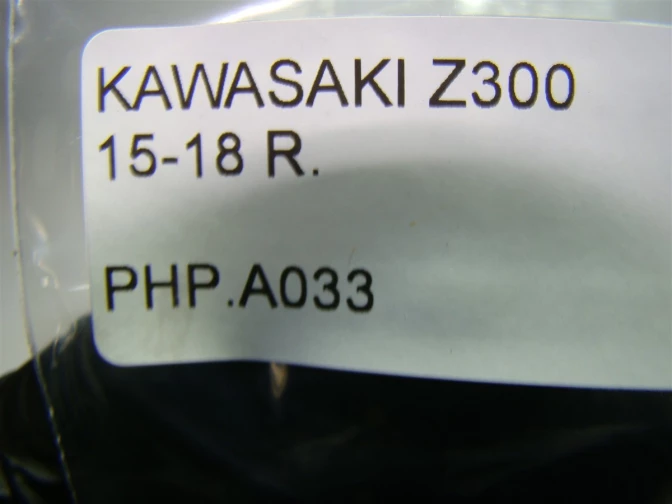 KAWASAKI Z300
15-18 R.
PHP.A033